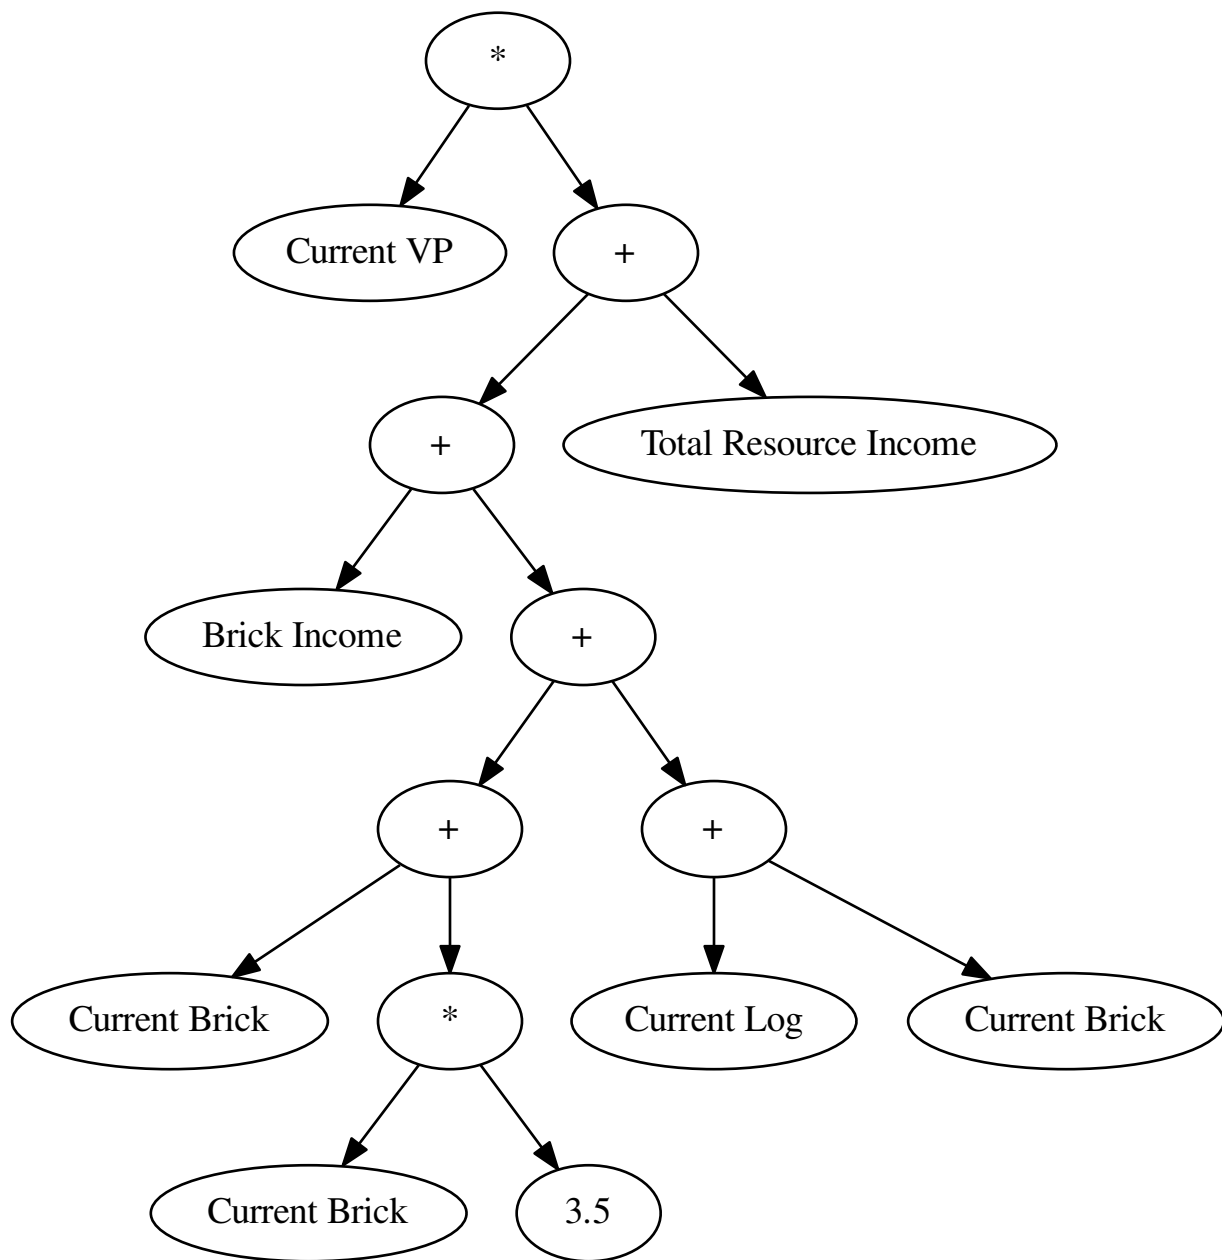 *
Current VP
+
+
Total Resource Income
Brick Income
+
+
+
Current Brick
*
Current Log
Current Brick
Current Brick
3.5